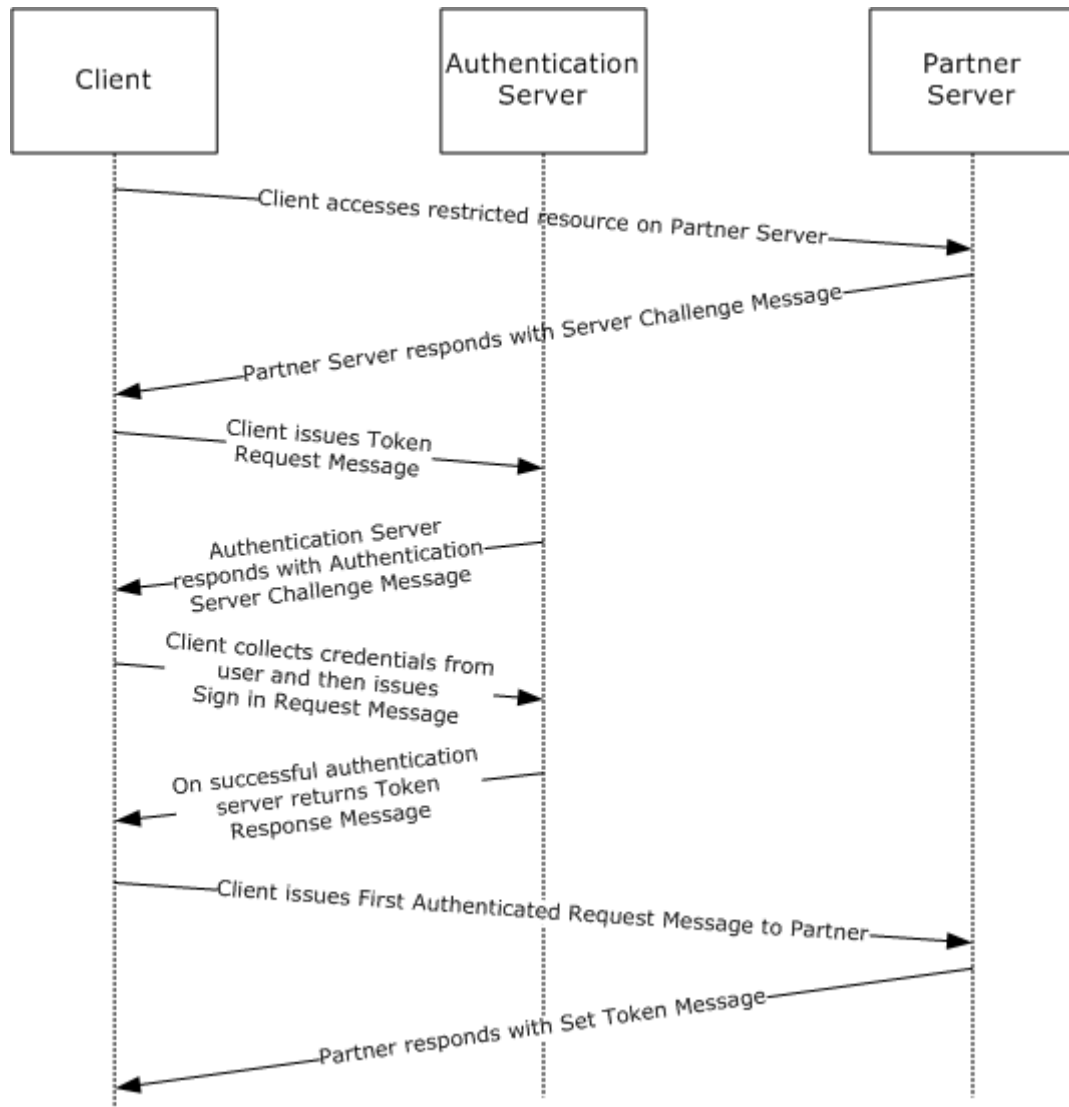 Client
Authentication
Server
Partner
Server
Client accesses restricted resource on Partner Server
Partner Server responds with Server Challenge Message
Client issues Token
Request Message
Authentication Server
responds with Authentication
Server Challenge Message
Client collects credentials from
user and then issues
Sign in Request Message
On successful authentication
server returns Token
Response Message
Client issues First Authenticated Request Message to Partner
Partner responds with Set Token Message